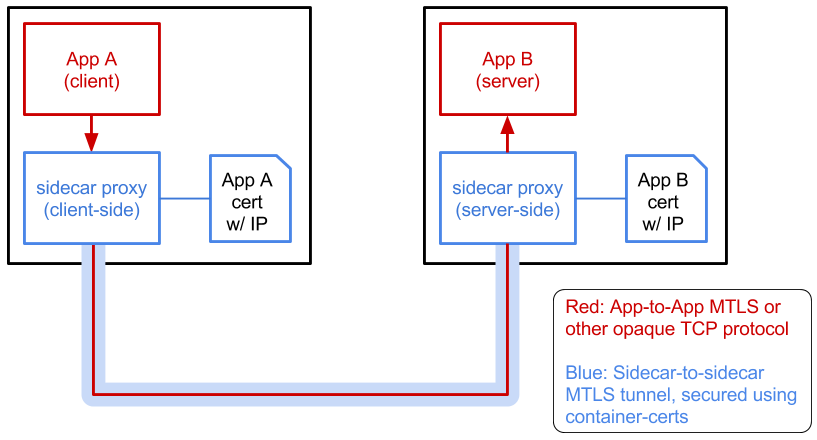 App A
(client)
sidecar proxy
(client-side)
App A
cert
w/ IP
App B
(server)
sidecar proxy
(server-side)
App B
cert
w/ IP
Red: App-to-App MTLS or
other opaque TCP protocol
Blue: Sidecar-to-sidecar
MTLS tunnel, secured using
container-certs